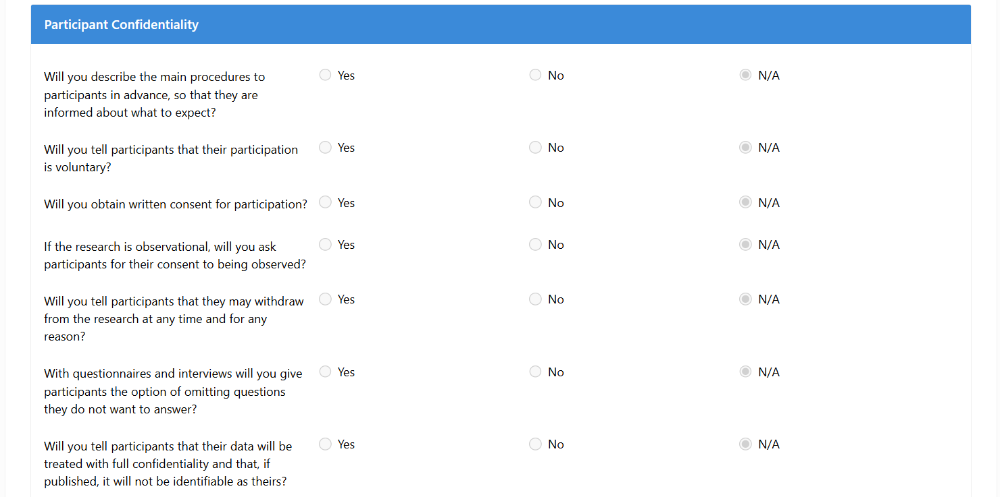 Participant Confidentiality
Will you describe the main procedures to
participants in advance, so that they are
informed about what to expect?
Yes
No
N/A
Will you tell participants that their participation
is voluntary?
Yes
No
N/A
Will you obtain written consent for participation?
Yes
No
N/A
If the research is observational, will you ask
participants for their consent to being observed?
Yes
No
N/A
Will you tell participants that they may withdraw
from the research at any time and for any
reason?
Yes
No
N/A
With questionnaires and interviews will you give
participants the option of omitting questions
they do not want to answer?
Yes
No
N/A
Will you tell participants that their data will be
treated with full confidentiality and that, if
published, it will not be identifiable as theirs?
Yes
No
N/A